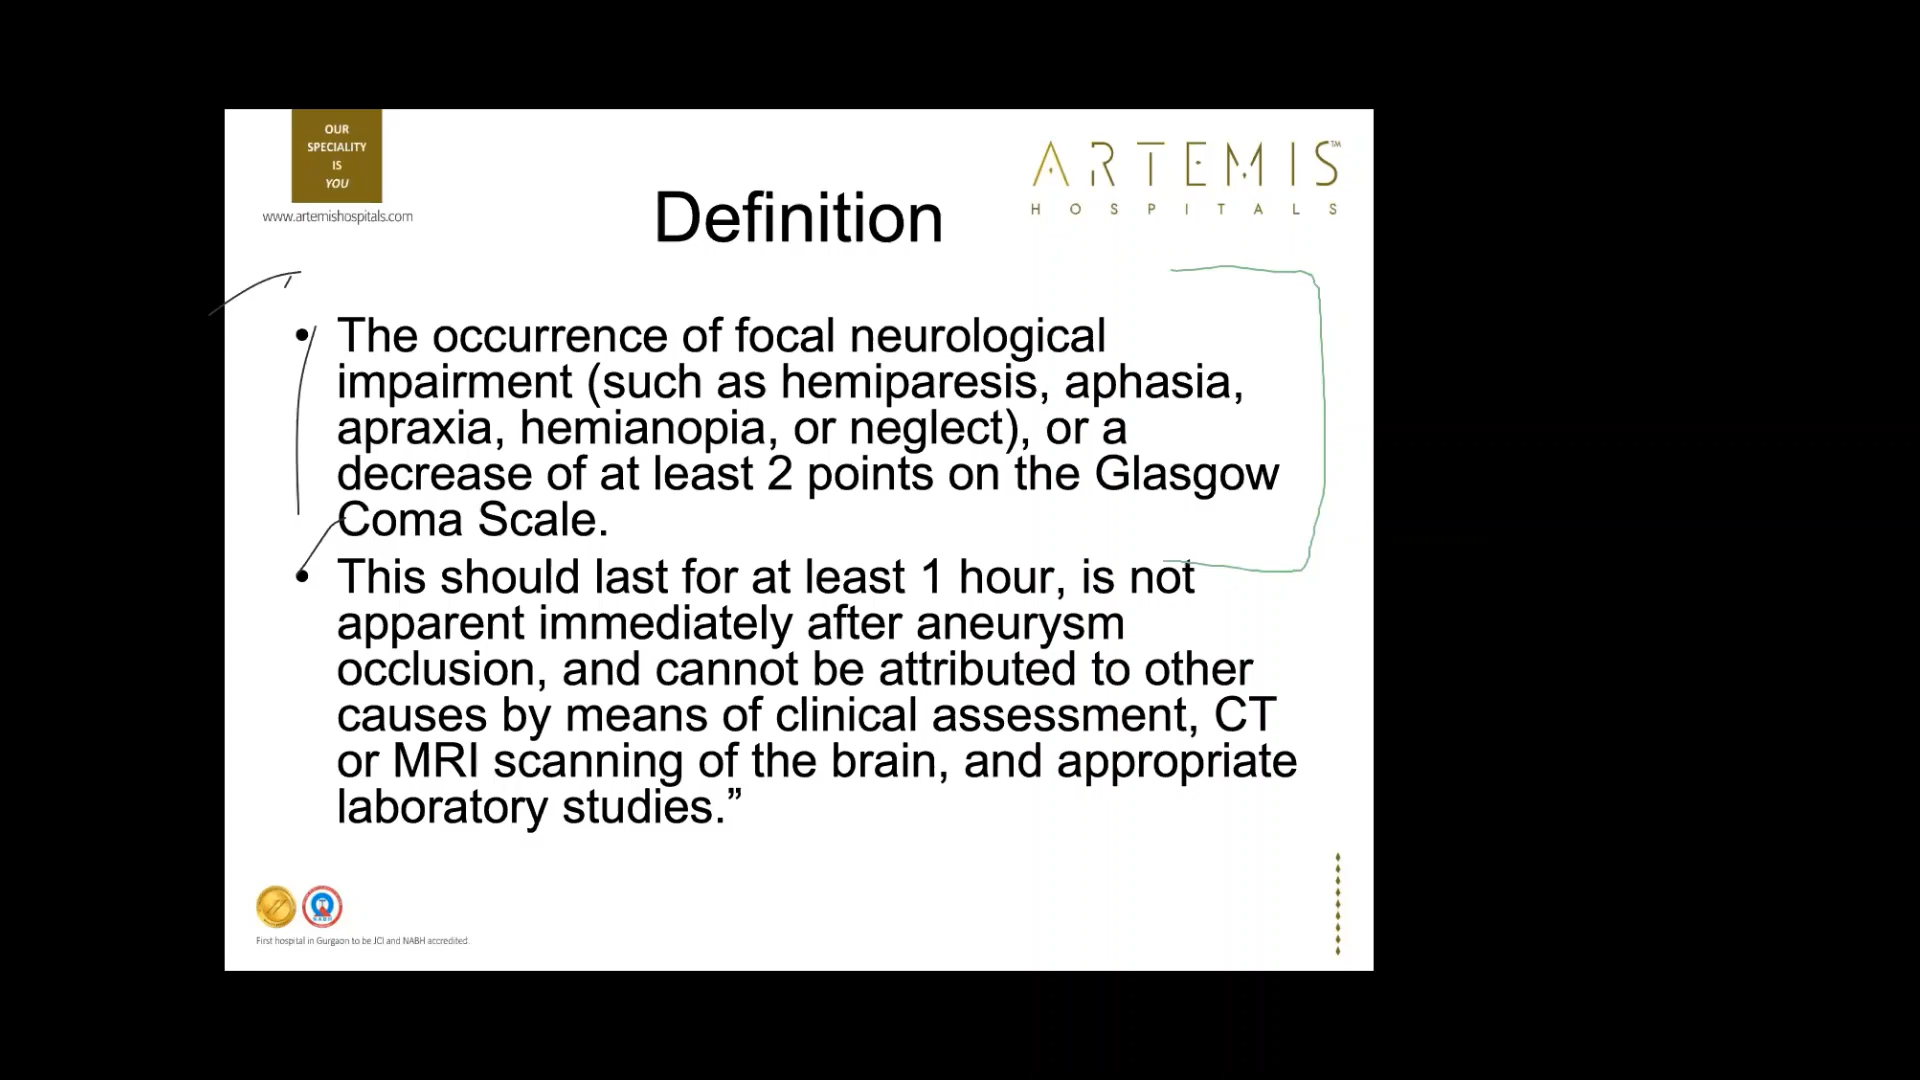 OUR
SPECIALITY
IS
YOU
www.artemishospitals.com
ARTEMIS™
HOSPITALS
Definition
• The occurrence of focal neurological
impairment (such as hemiparesis, aphasia,
apraxia, hemianopia, or neglect), or a
decrease of at least 2 points on the Glasgow
Coma Scale.
• This should last for at least 1 hour, is not
apparent immediately after aneurysm
occlusion, and cannot be attributed to other
causes by means of clinical assessment, CT
or MRI scanning of the brain, and appropriate
laboratory studies.”
First hospital in Gurgaon to be JCI and NABH accredited.